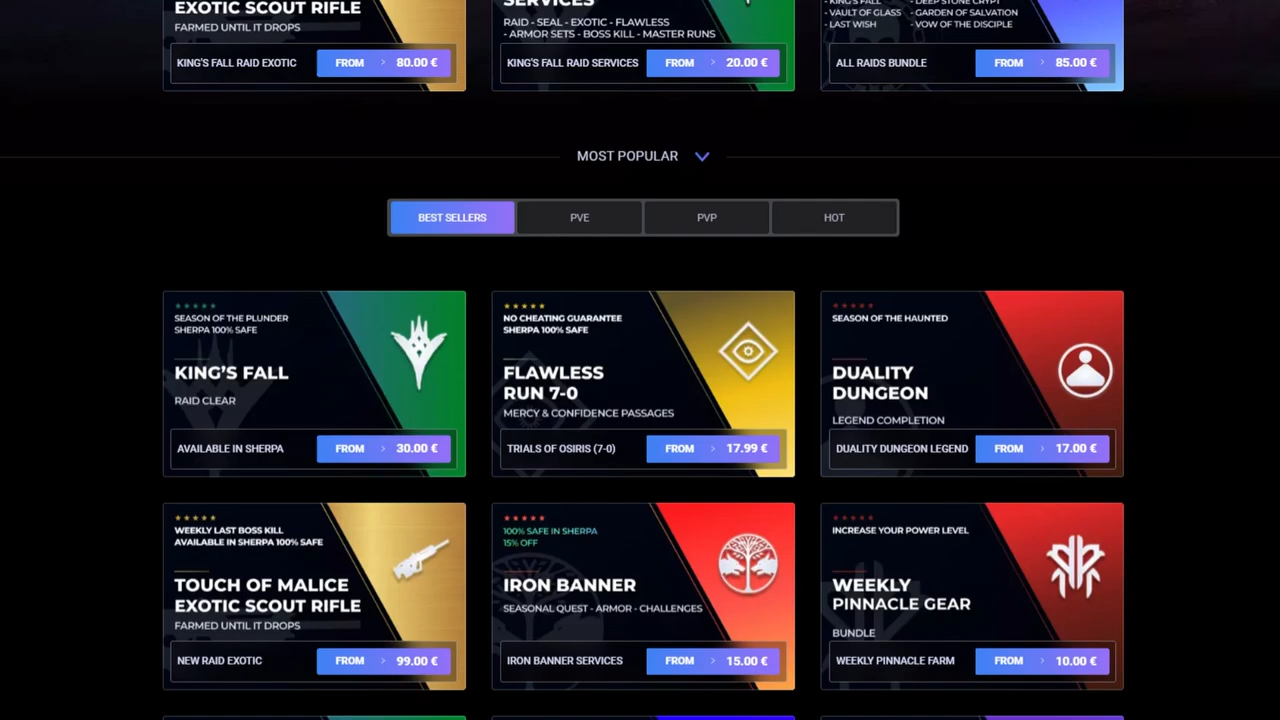 EXOTIC SCOUT RIFLE
FARMED UNTIL IT DROPS
KING'S FALL RAID EXOTIC
FROM > 80.00 €
SERVICES
RAID - SEAL - EXOTIC - FLAWLESS
- ARMOR SETS - BOSS KILL - MASTER RUNS
KING'S FALL RAID SERVICES
FROM > 20.00 €
- KING'S FALL - DEEP STONE CRYPT
- VAULT OF GLASS - GARDEN OF SALVATION
- LAST WISH - VOW OF THE DISCIPLE
ALL RAIDS BUNDLE
FROM > 85.00 €
MOST POPULAR
BEST SELLERS
PVE
PVP
HOT
SEASON OF THE PLUNDER
SHERPA 100% SAFE
KING'S FALL
RAID CLEAR
AVAILABLE IN SHERPA
FROM > 30.00 €
NO CHEATING GUARANTEE
SHERPA 100% SAFE
FLAWLESS
RUN 7-0
MERCY & CONFIDENCE PASSAGES
TRIALS OF OSIRIS (7-0)
FROM > 17.99 €
SEASON OF THE HAUNTED
DUALITY
DUNGEON
LEGEND COMPLETION
DUALITY DUNGEON LEGEND
FROM > 17.00 €
WEEKLY LAST BOSS KILL
AVAILABLE IN SHERPA 100% SAFE
TOUCH OF MALICE
EXOTIC SCOUT RIFLE
FARMED UNTIL IT DROPS
NEW RAID EXOTIC
FROM > 99.00 €
100% SAFE IN SHERPA
15% OFF
IRON BANNER
SEASONAL QUEST - ARMOR - CHALLENGES
IRON BANNER SERVICES
FROM > 15.00 €
INCREASE YOUR POWER LEVEL
WEEKLY
PINNACLE GEAR
BUNDLE
WEEKLY PINNACLE FARM
FROM > 10.00 €